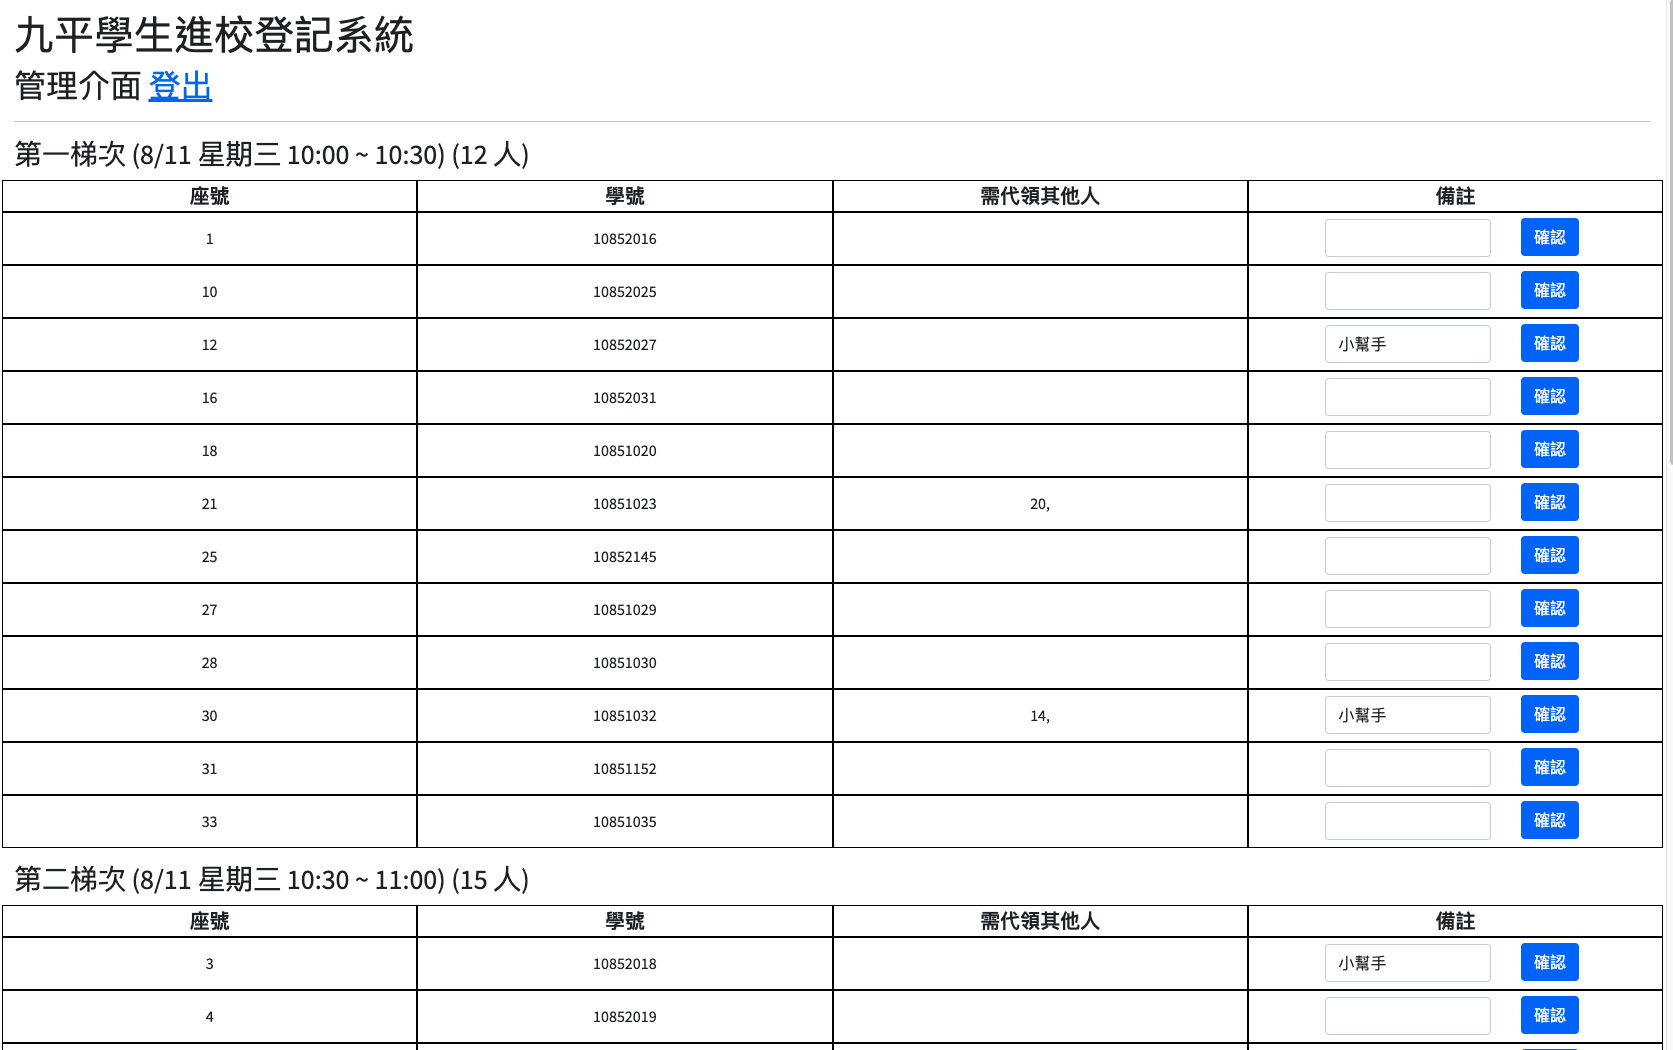 九平學生進校登記系統
管理介面 登出
第一梯次 (8/11 星期三 10:00 ~ 10:30) (12 人)
座號 學號 需代領其他人 備註
1 10852016 確認
10 10852025 確認
12 10852027 小幫手 確認
16 10852031 確認
18 10851020 確認
21 10851023 20, 確認
25 10852145 確認
27 10851029 確認
28 10851030 確認
30 10851032 14, 小幫手 確認
31 10851152 確認
33 10851035 確認
第二梯次 (8/11 星期三 10:30 ~ 11:00) (15 人)
座號 學號 需代領其他人 備註
3 10852018 小幫手 確認
4 10852019 確認